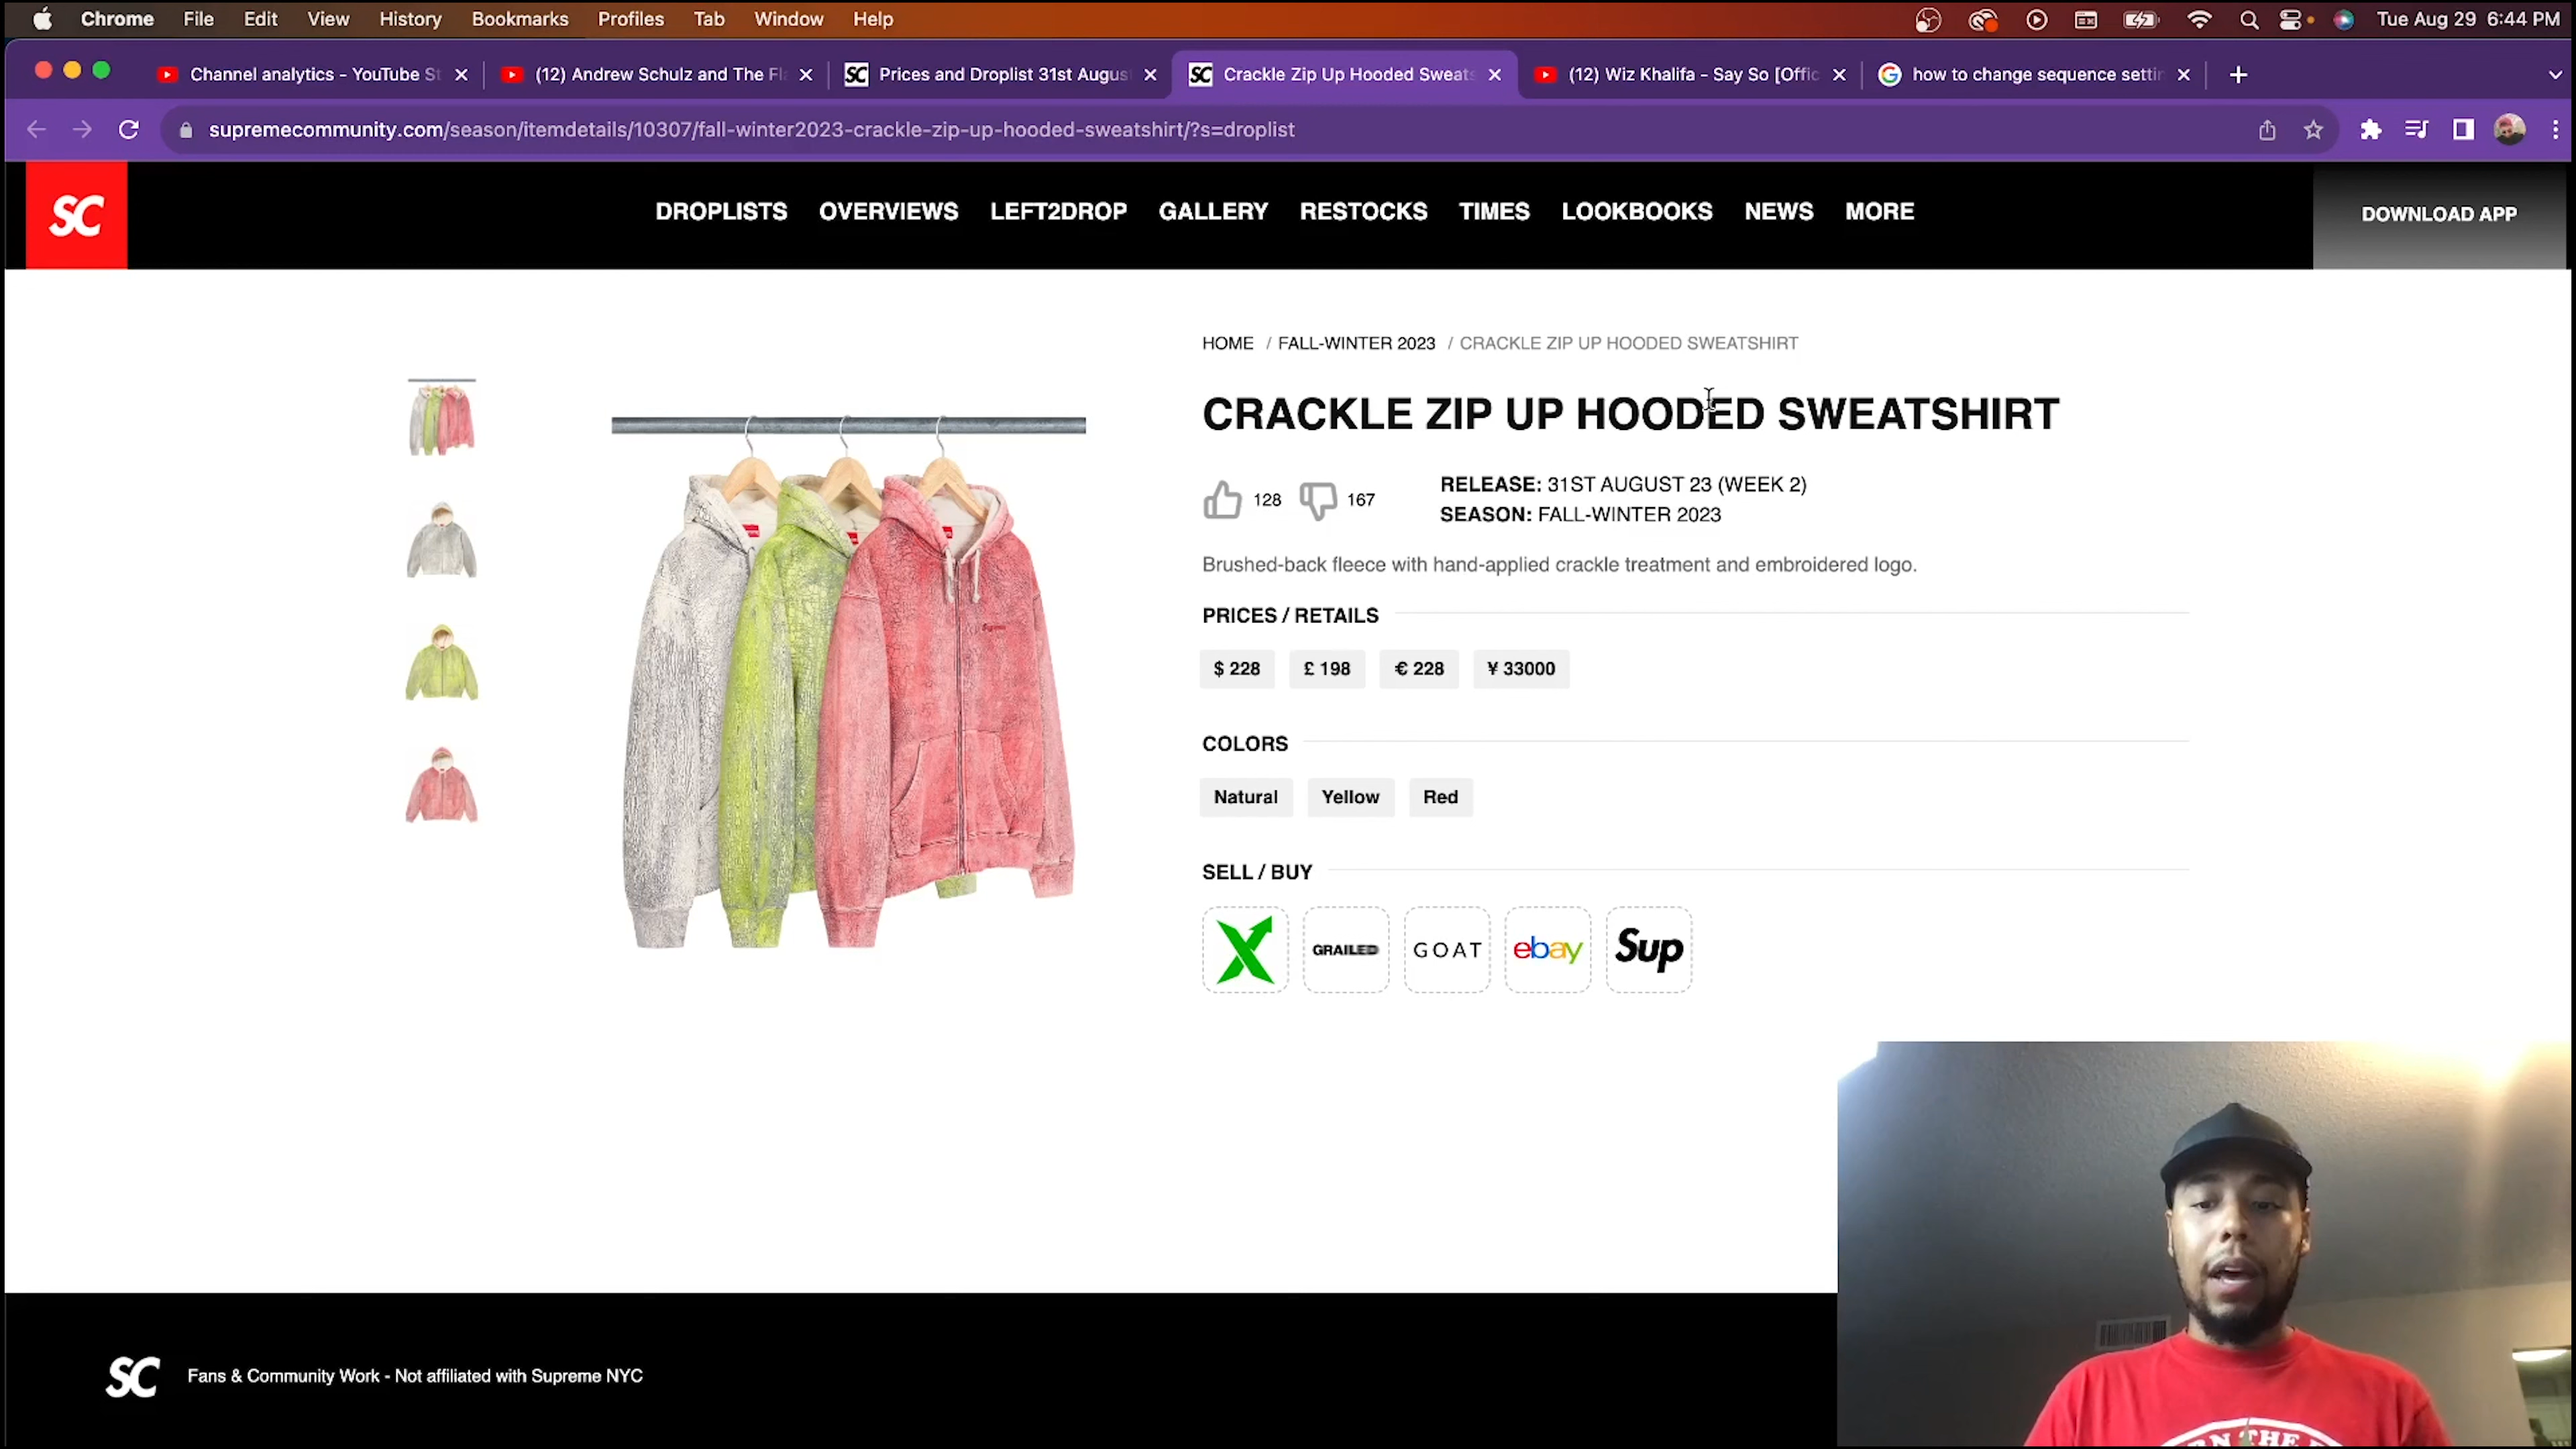 Chrome File Edit View History Bookmarks Profiles Tab Window Help Tue Aug 29 6:44 PM
Channel analytics - YouTube St (12) Andrew Schulz and The Fla Prices and Droplist 31st Augus Crackle Zip Up Hooded Sweats (12) Wiz Khalifa - Say So [Offic how to change sequence settin
supremecommunity.com/season/itemdetails/10307/fall-winter2023-crackle-zip-up-hooded-sweatshirt/?s=droplist
SC DROPLISTS OVERVIEWS LEFT2DROP GALLERY RESTOCKS TIMES LOOKBOOKS NEWS MORE DOWNLOAD APP
HOME / FALL-WINTER 2023 / CRACKLE ZIP UP HOODED SWEATSHIRT
CRACKLE ZIP UP HOODED SWEATSHIRT
128 167
RELEASE: 31ST AUGUST 23 (WEEK 2)
SEASON: FALL-WINTER 2023
Brushed-back fleece with hand-applied crackle treatment and embroidered logo.
PRICES / RETAILS
$ 228 £ 198 € 228 ¥ 33000
COLORS
Natural Yellow Red
SELL / BUY
GRAILED GOAT ebay Sup
SC Fans & Community Work - Not affiliated with Supreme NYC
THE